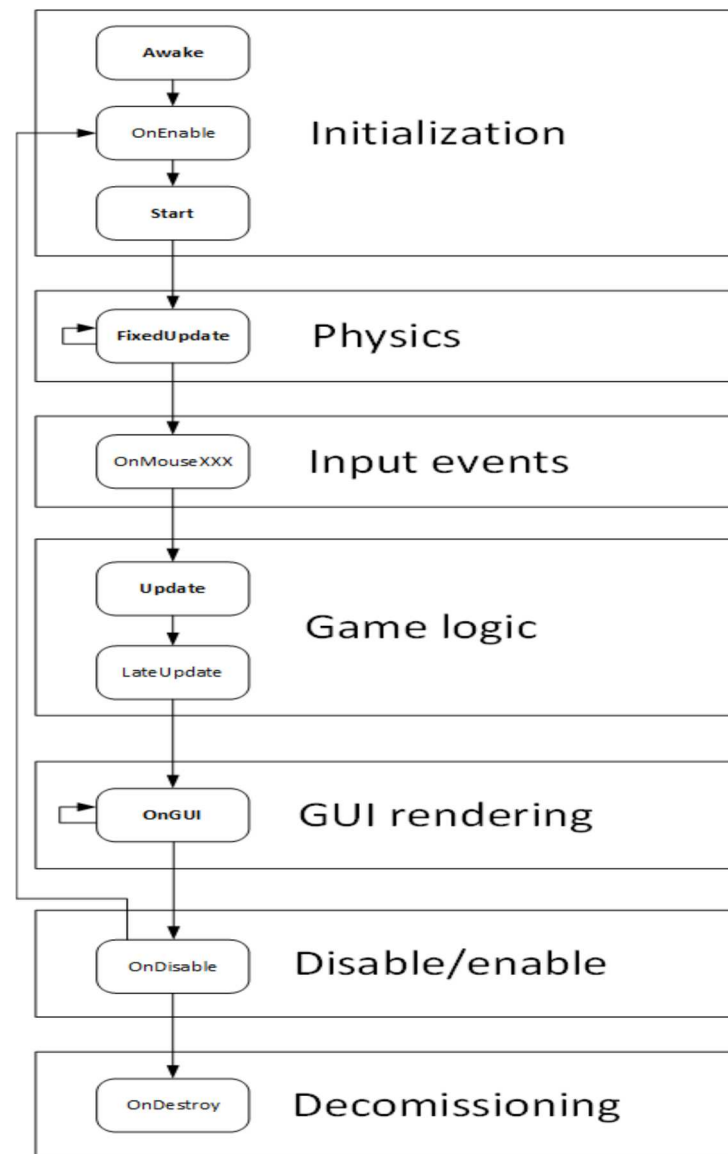 Awake
OnEnable
Initialization
Start
FixedUpdate
Physics
OnMouseXXX
Input events
Update
Game logic
LateUpdate
OnGUI
GUI rendering
OnDisable
Disable/enable
OnDestroy
Decomissioning